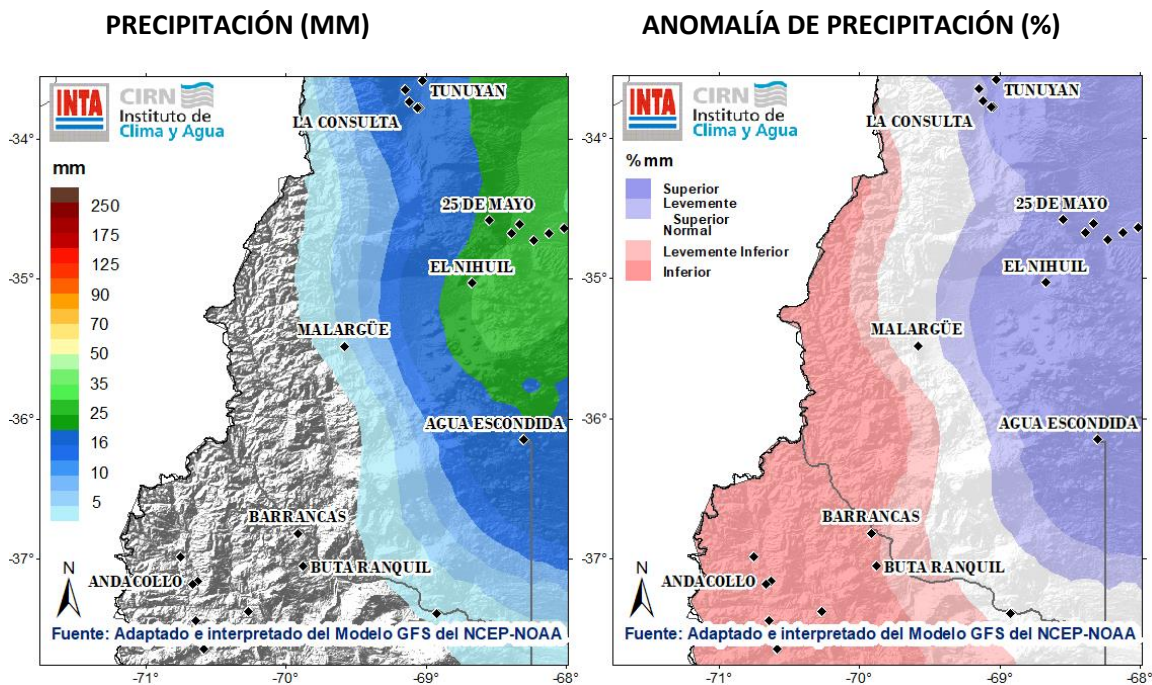 PRECIPITACIÓN (MM)
ANOMALÍA DE PRECIPITACIÓN (%)
INTA
CIRN
Instituto de
Clima y Agua
mm
250
175
125
90
70
50
35
25
16
10
5
TUNUYAN
LA CONSULTA
25 DE MAYO
EL NIHUIL
MALARGÜE
AGUA ESCONDIDA
BARRANCAS
BUTA RANQUIL
ANDACOLLO
N
Fuente: Adaptado e interpretado del Modelo GFS del NCEP-NOAA
-34°
-35°
-36°
-37°
-71°
-70°
-69°
-68°
INTA
CIRN
Instituto de
Clima y Agua
% mm
Superior
Levemente
Superior
Normal
Levemente Inferior
Inferior
TUNUYAN
LA CONSULTA
25 DE MAYO
EL NIHUIL
MALARGÜE
AGUA ESCONDIDA
BARRANCAS
BUTA RANQUIL
ANDACOLLO
N
Fuente: Adaptado e interpretado del Modelo GFS del NCEP-NOAA
-34°
-35°
-36°
-37°
-71°
-70°
-69°
-68°